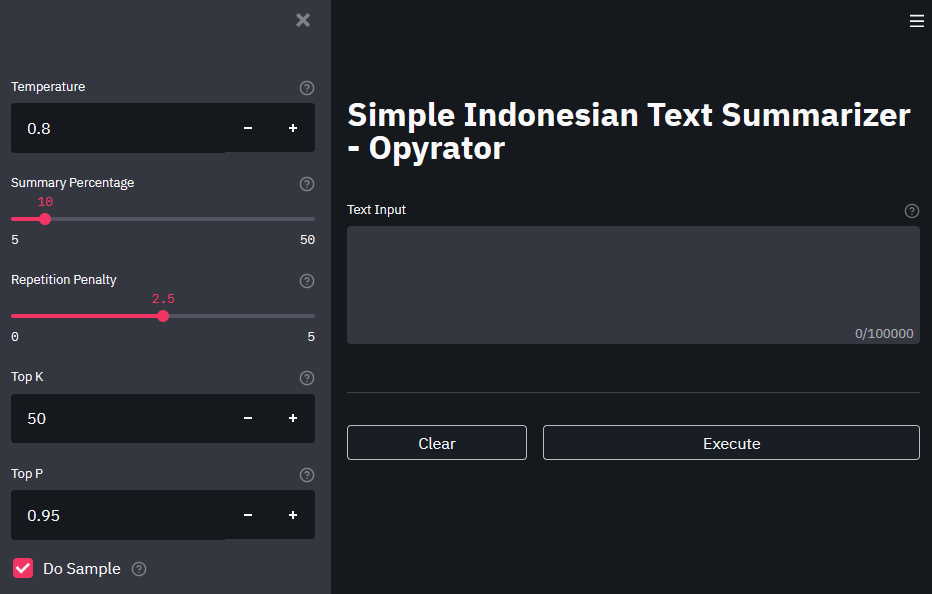 Temperature
0.8
Summary Percentage
10
5 50
Repetition Penalty
2.5
0 5
Top K
50
Top P
0.95
Do Sample
Simple Indonesian Text Summarizer
- Opyrator
Text Input
0/100000
Clear Execute